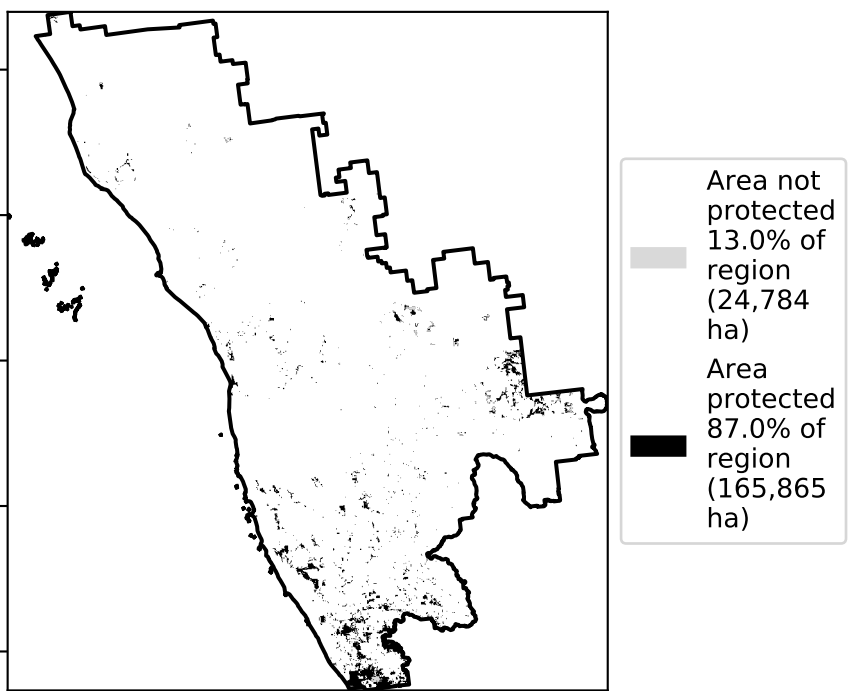 Area not
protected
13.0% of
region
(24,784
ha)
Area
protected
87.0% of
region
(165,865
ha)